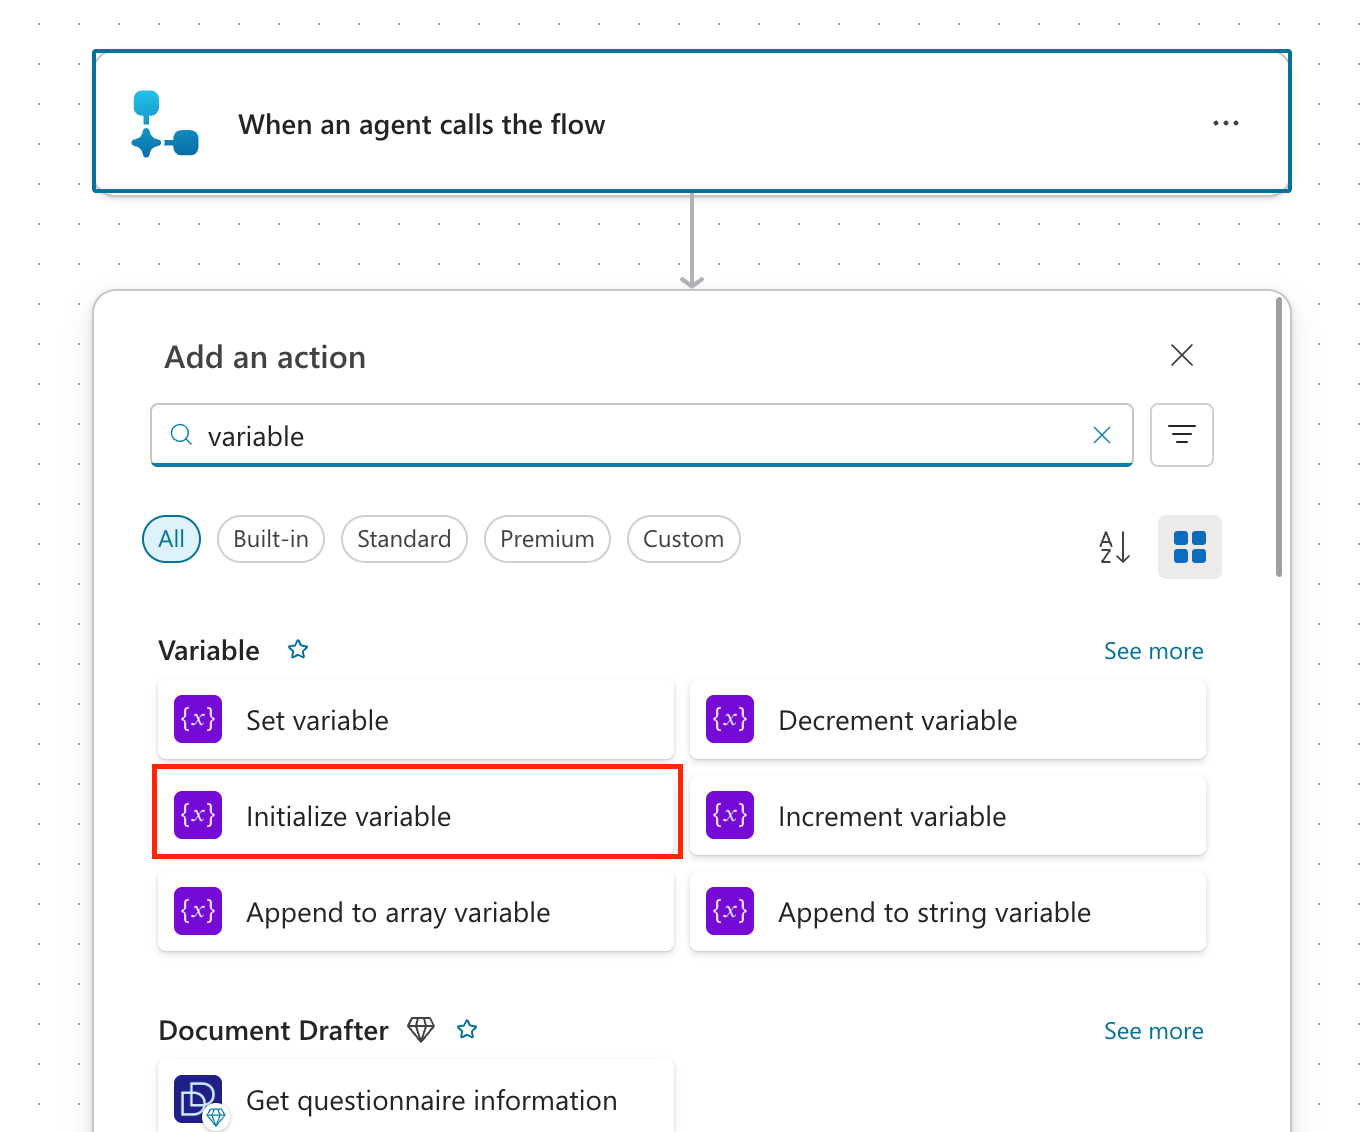 When an agent calls the flow
Add an action
variable
All
Built-in
Standard
Premium
Custom
A
Z
Variable
See more
{x} Set variable
{x} Decrement variable
{x} Initialize variable
{x} Increment variable
{x} Append to array variable
{x} Append to string variable
Document Drafter
See more
Get questionnaire information